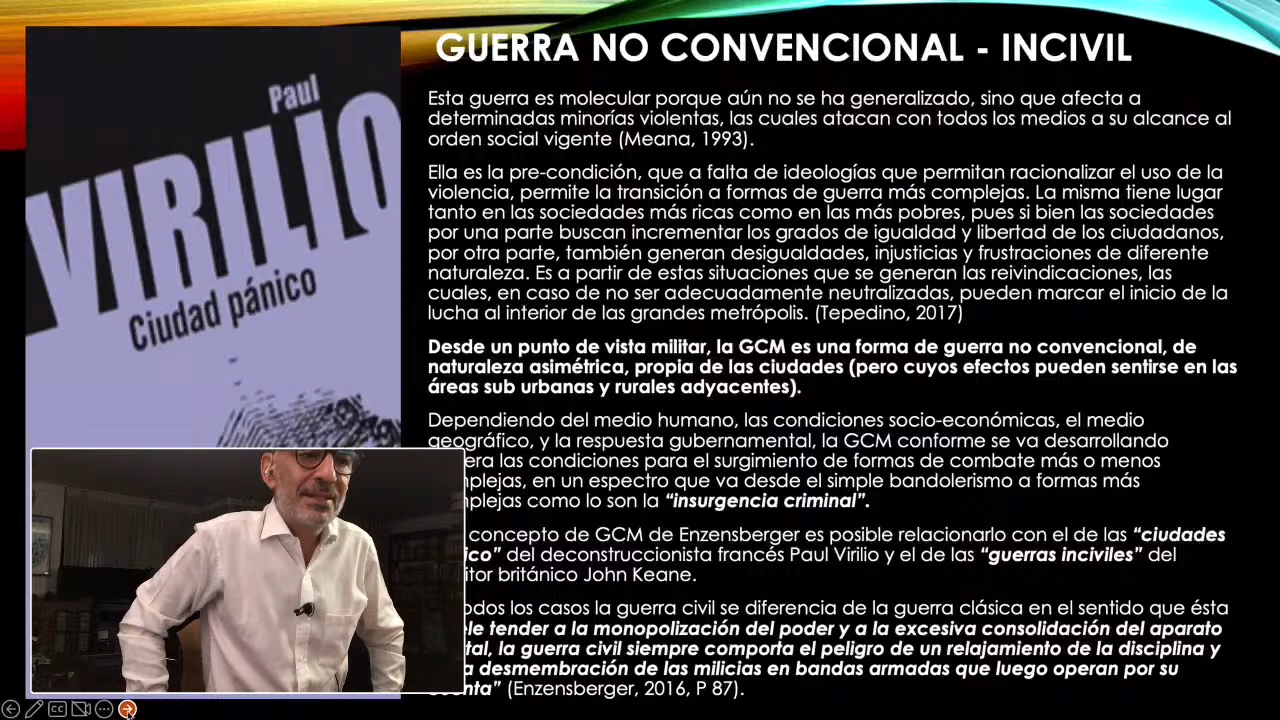 GUERRA NO CONVENCIONAL - INCIVIL
Paul
VIRILIO
Ciudad pánico
Esta guerra es molecular porque aún no se ha generalizado, sino que afecta a
determinadas minorías violentas, las cuales atacan con todos los medios a su alcance al
orden social vigente (Meana, 1993).
Ella es la pre-condición, que a falta de ideologías que permitan racionalizar el uso de la
violencia, permite la transición a formas de guerra más complejas. La misma tiene lugar
tanto en las sociedades más ricas como en las más pobres, pues si bien las sociedades
por una parte buscan incrementar los grados de igualdad y libertad de los ciudadanos,
por otra parte, también generan desigualdades, injusticias y frustraciones de diferente
naturaleza. Es a partir de estas situaciones que se generan las reivindicaciones, las
cuales, en caso de no ser adecuadamente neutralizadas, pueden marcar el inicio de la
lucha al interior de las grandes metrópolis. (Tepedino, 2017)
Desde un punto de vista militar, la GCM es una forma de guerra no convencional, de
naturaleza asimétrica, propia de las ciudades (pero cuyos efectos pueden sentirse en las
áreas sub urbanas y rurales adyacentes).
Dependiendo del medio humano, las condiciones socio-económicas, el medio
geográfico, y la respuesta gubernamental, la GCM conforme se va desarrollando
las condiciones para el surgimiento de formas de combate más o menos
en un espectro que va desde el simple bandolerismo a formas más
como lo son la “insurgencia criminal”.
concepto de GCM de Enzensberger es posible relacionarlo con el de las “ciudades
del deconstruccionista francés Paul Virilio y el de las “guerras inciviles” del
británico John Keane.
los casos la guerra civil se diferencia de la guerra clásica en el sentido que ésta
tender a la monopolización del poder y a la excesiva consolidación del aparato
la guerra civil siempre comporta el peligro de un relajamiento de la disciplina y
desmembración de las milicias en bandas armadas que luego operan por su
(Enzensberger, 2016, P 87).
CC